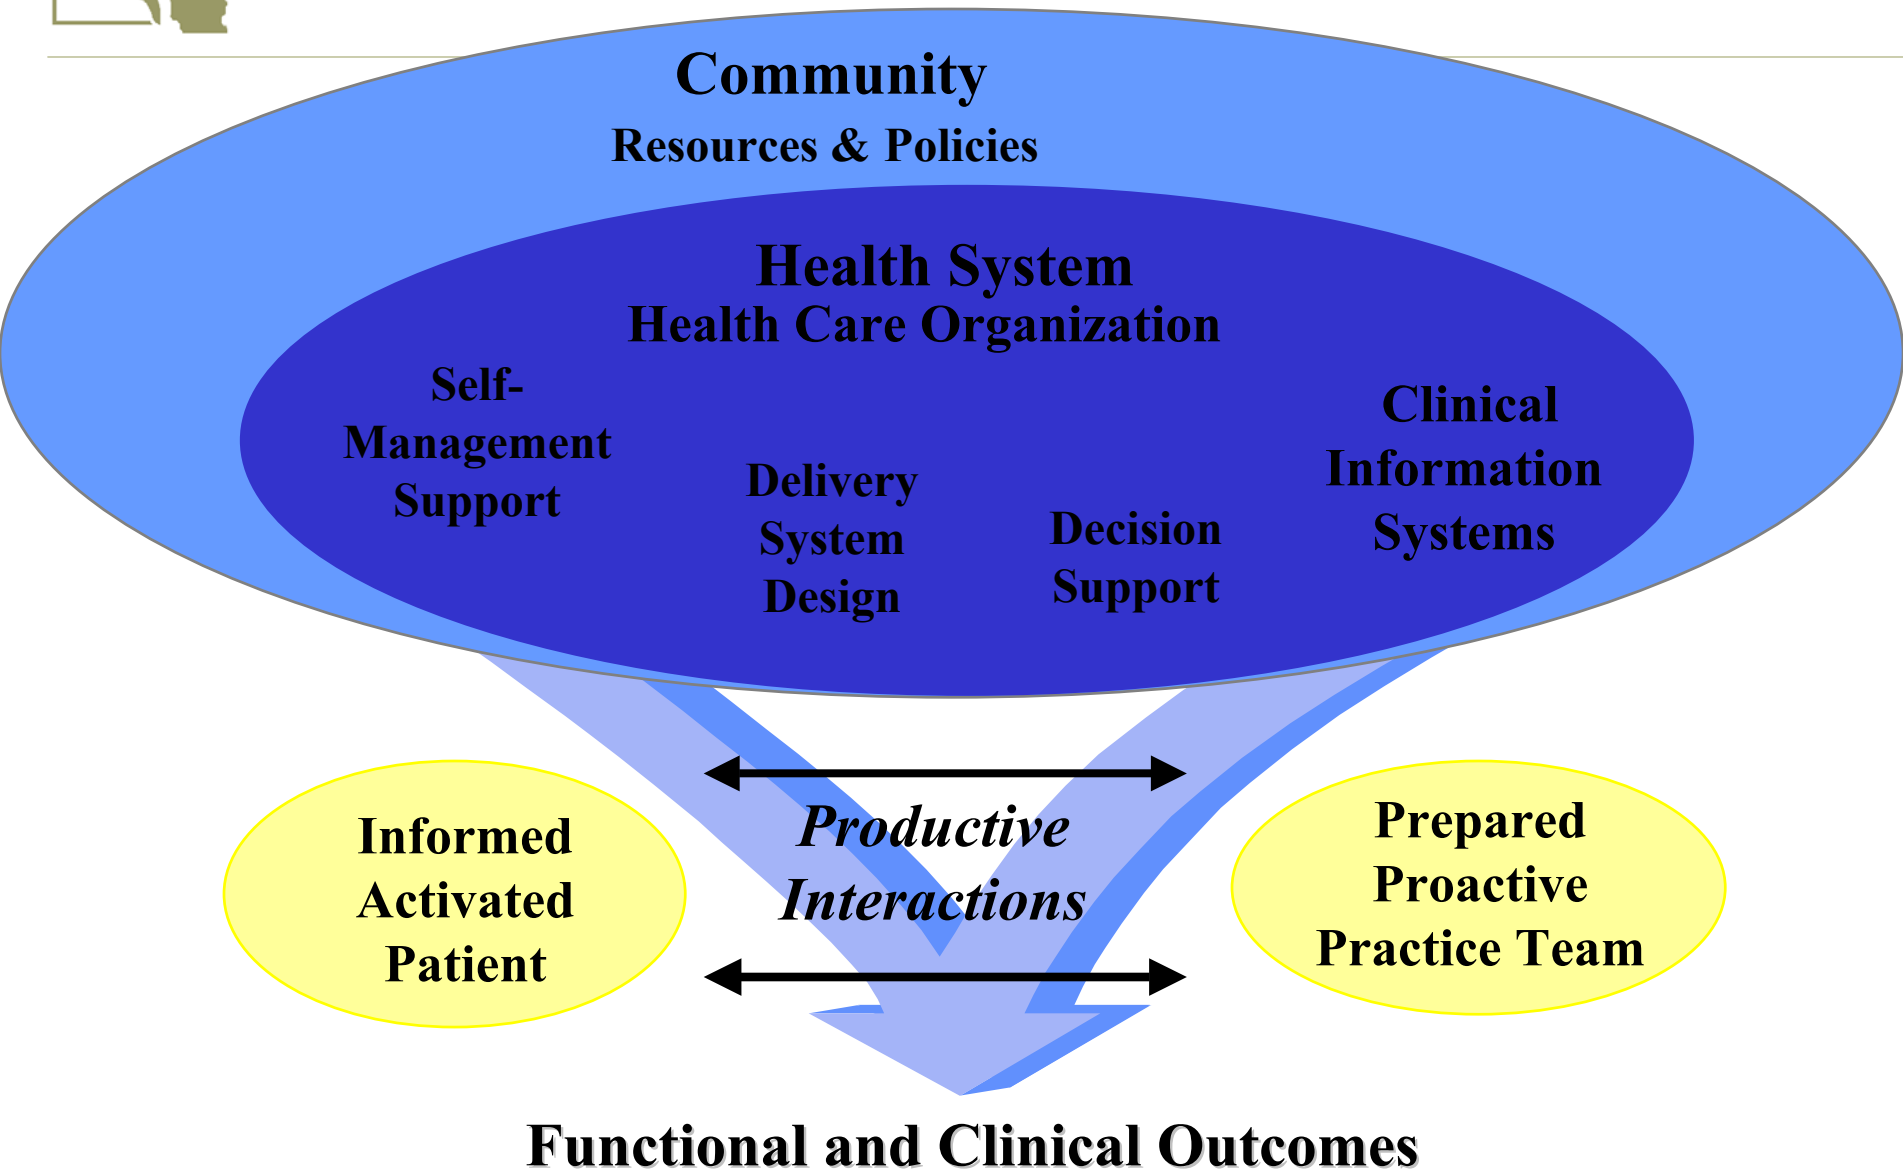 Community
Resources & Policies
Health System
Health Care Organization
Self-
Management
Support
Delivery
System
Design
Decision
Support
Clinical
Information
Systems
Informed
Activated
Patient
Productive
Interactions
Prepared
Proactive
Practice Team
Functional and Clinical Outcomes